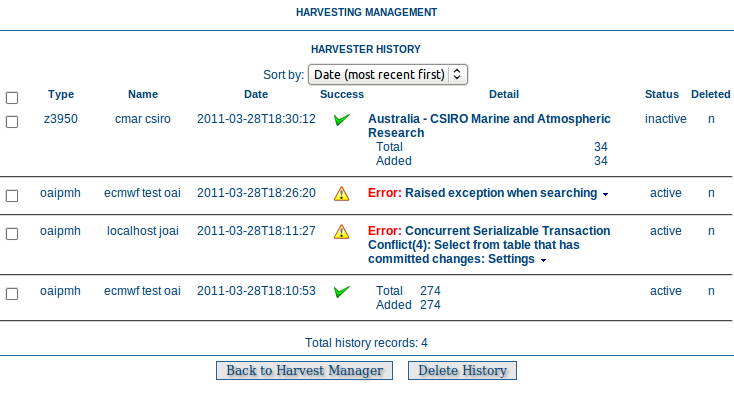 HARVESTING MANAGEMENT
HARVESTER HISTORY
Sort by: Date (most recent first)
Type Name Date Success Detail Status Deleted
z3950 cmar csiro 2011-03-28T18:30:12 Australia - CSIRO Marine and Atmospheric inactive n
Research
Total 34
Added 34
oaipmh ecmwf test oai 2011-03-28T18:26:20 Error: Raised exception when searching active n
oaipmh localhost joai 2011-03-28T18:11:27 Error: Concurrent Serializable Transaction active n
Conflict(4): Select from table that has
committed changes: Settings
oaipmh ecmwf test oai 2011-03-28T18:10:53 Total 274 active n
Added 274
Total history records: 4
Back to Harvest Manager Delete History